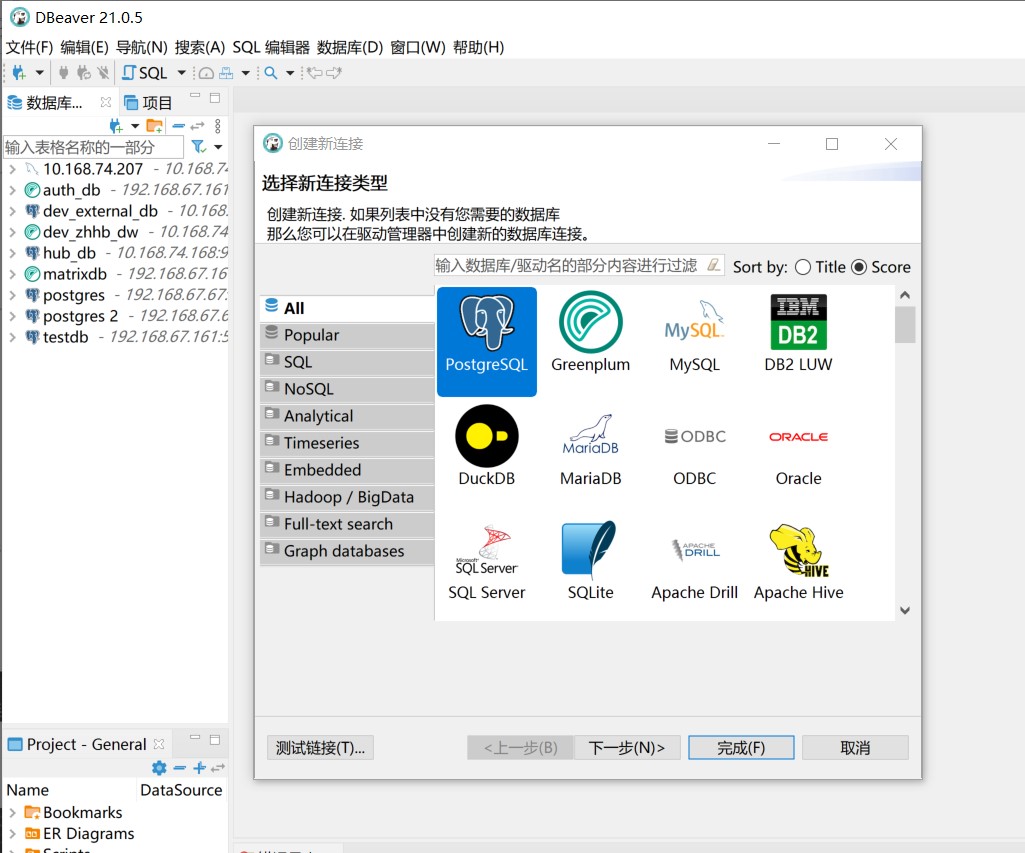 DBeaver 21.0.5
文件(F) 编辑(E) 导航(N) 搜索(A) SQL 编辑器 数据库(D) 窗口(W) 帮助(H)
SQL
数据库... 项目
输入表格名称的一部分
10.168.74.207 - 10.168.74
auth_db - 192.168.67.161
dev_external_db - 10.168.
dev_zhhb_dw - 10.168.74
hub_db - 10.168.74.168:9
matrixdb - 192.168.67.16
postgres - 192.168.67.67:
postgres 2 - 192.168.67.6
testdb - 192.168.67.161:5
Project - General
Name DataSource
Bookmarks
ER Diagrams
Scripts
创建新连接
选择新连接类型
创建新连接. 如果列表中没有您需要的数据库
那么您可以在驱动管理器中创建新的数据库连接。
输入数据库/驱动名的部分内容进行过滤 Sort by: Title Score
All
Popular
SQL
NoSQL
Analytical
Timeseries
Embedded
Hadoop / BigData
Full-text search
Graph databases
IBM
MySQL DB2
PostgreSQL Greenplum MySQL DB2 LUW
MariaDB ODBC ORACLE
DuckDB MariaDB ODBC Oracle
Microsoft APACHE
SQL Server DRILL HIVE
SQL Server SQLite Apache Drill Apache Hive
测试链接(T)... <上一步(B) 下一步(N)> 完成(F) 取消